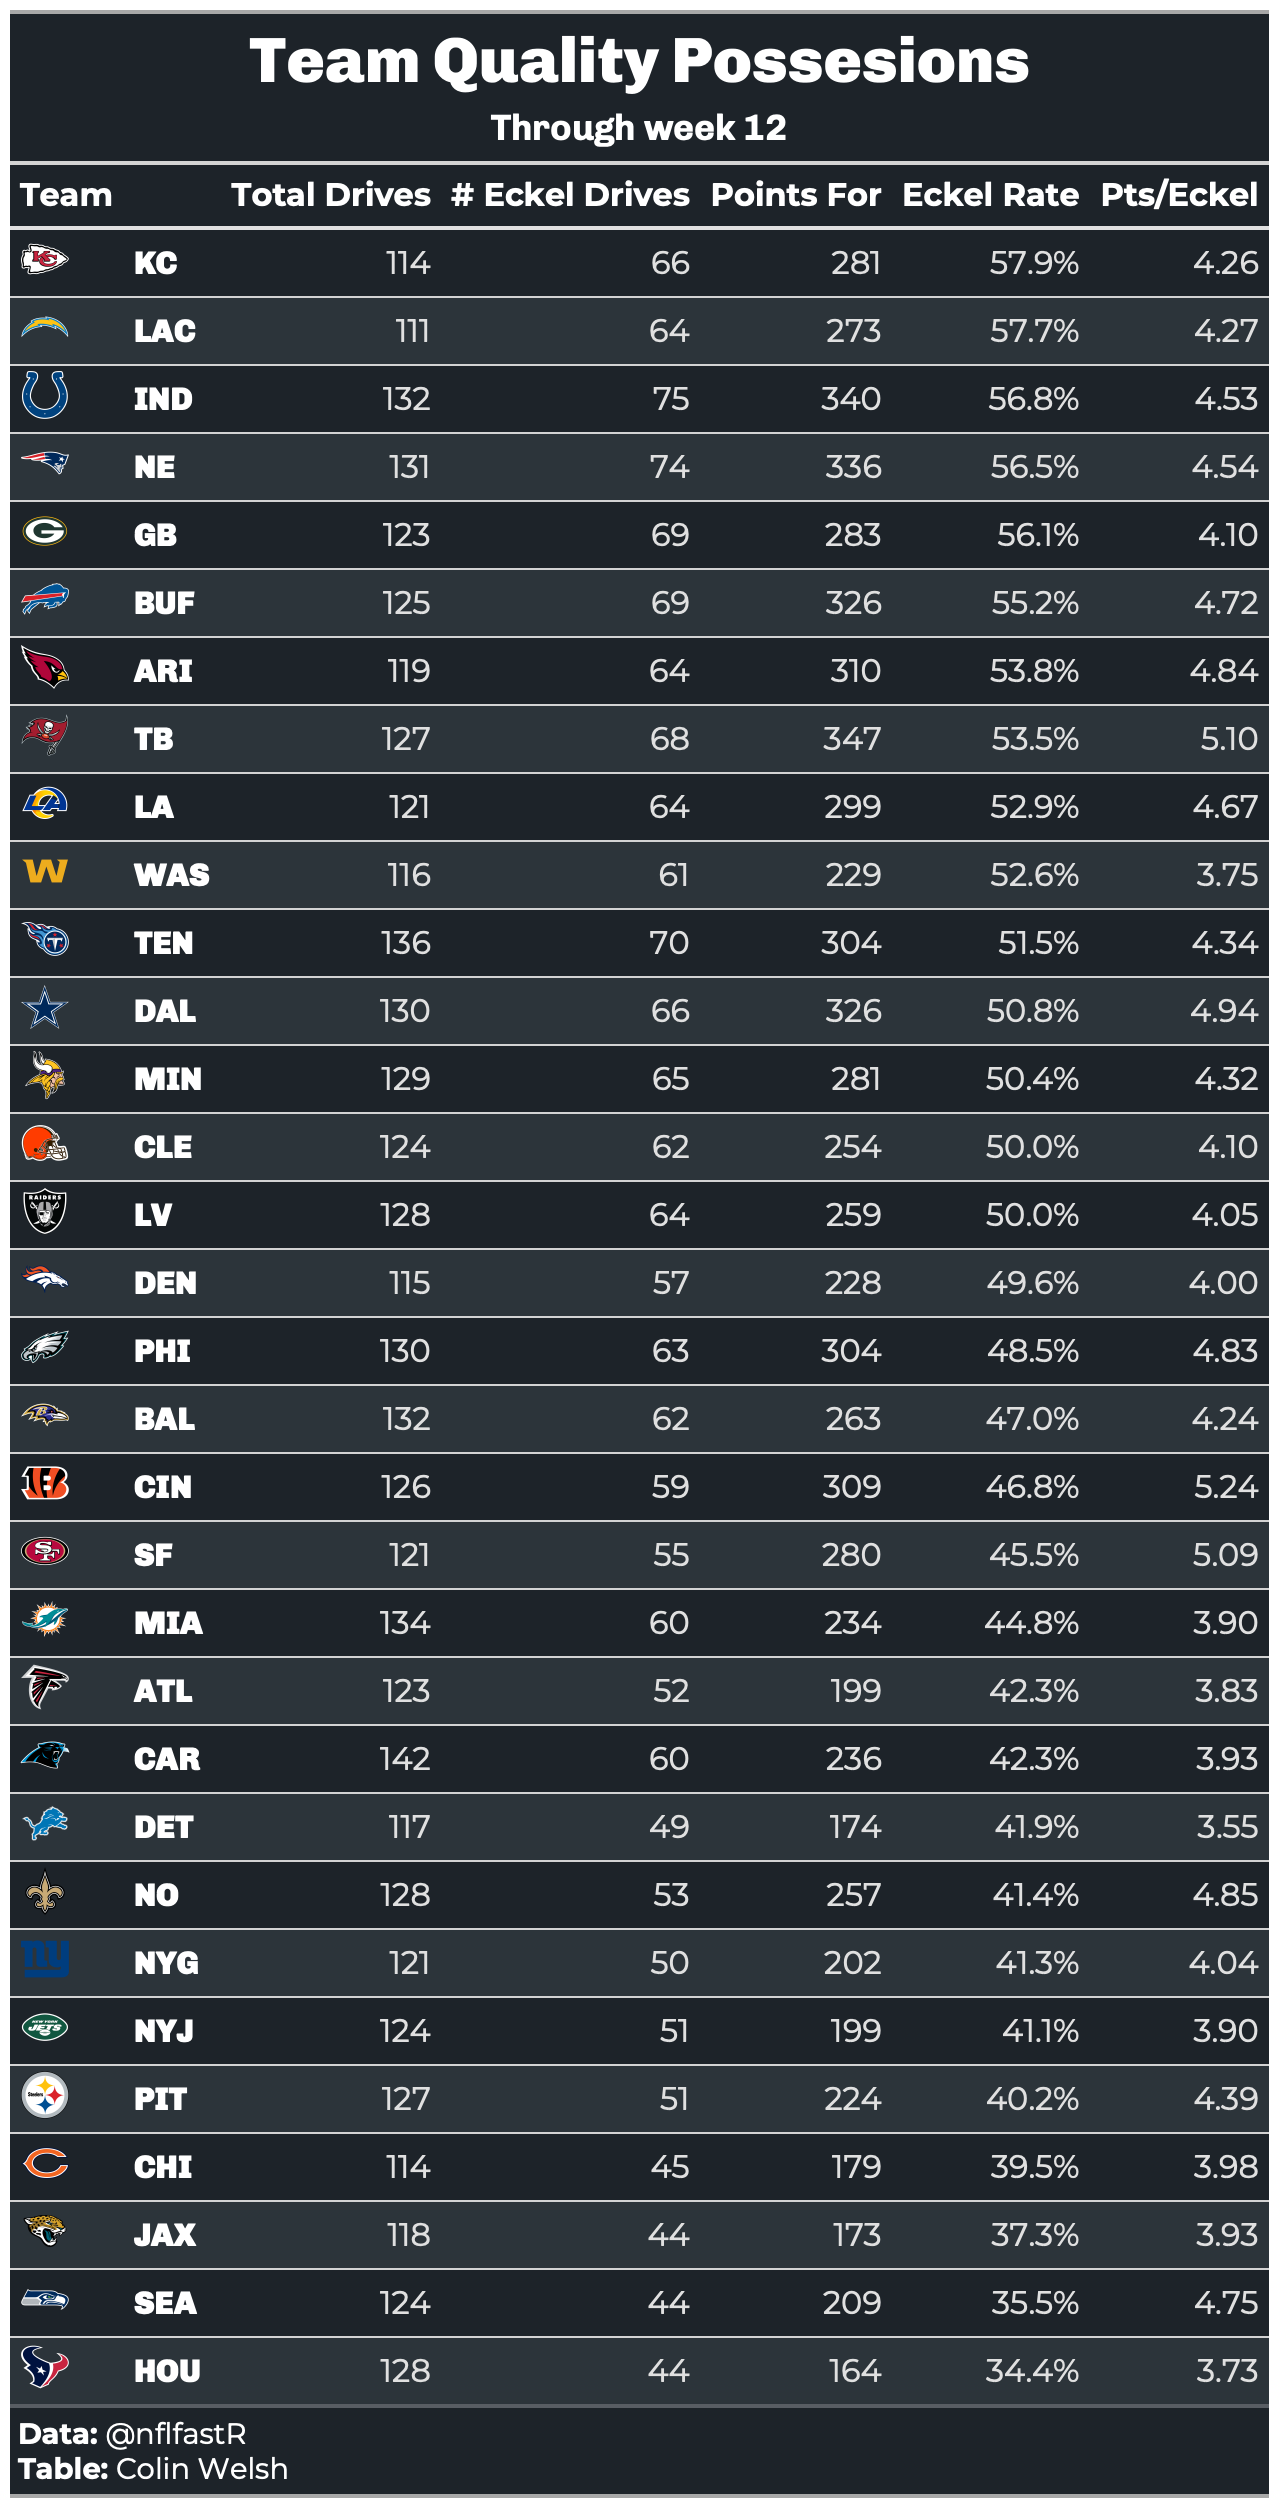 Team Quality Possesions
Through week 12
Team Total Drives # Eckel Drives Points For Eckel Rate Pts/Eckel
KC 114 66 281 57.9% 4.26
LAC 111 64 273 57.7% 4.27
IND 132 75 340 56.8% 4.53
NE 131 74 336 56.5% 4.54
GB 123 69 283 56.1% 4.10
BUF 125 69 326 55.2% 4.72
ARI 119 64 310 53.8% 4.84
TB 127 68 347 53.5% 5.10
LA 121 64 299 52.9% 4.67
WAS 116 61 229 52.6% 3.75
TEN 136 70 304 51.5% 4.34
DAL 130 66 326 50.8% 4.94
MIN 129 65 281 50.4% 4.32
CLE 124 62 254 50.0% 4.10
RAIDERS LV 128 64 259 50.0% 4.05
DEN 115 57 228 49.6% 4.00
PHI 130 63 304 48.5% 4.83
BAL 132 62 263 47.0% 4.24
CIN 126 59 309 46.8% 5.24
SF 121 55 280 45.5% 5.09
MIA 134 60 234 44.8% 3.90
ATL 123 52 199 42.3% 3.83
CAR 142 60 236 42.3% 3.93
DET 117 49 174 41.9% 3.55
NO 128 53 257 41.4% 4.85
ny NYG 121 50 202 41.3% 4.04
JETS NYJ 124 51 199 41.1% 3.90
Steelers PIT 127 51 224 40.2% 4.39
CHI 114 45 179 39.5% 3.98
JAX 118 44 173 37.3% 3.93
SEA 124 44 209 35.5% 4.75
HOU 128 44 164 34.4% 3.73
Data: @nflfastR
Table: Colin Welsh